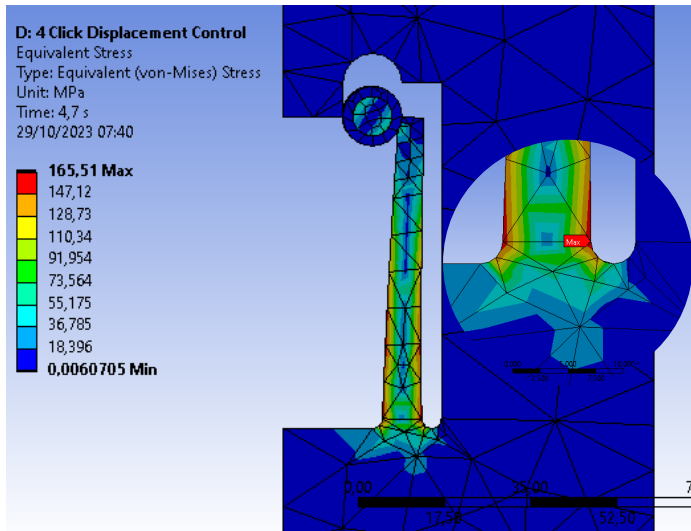 D: 4 Click Displacement Control
Equivalent Stress
Type: Equivalent (von-Mises) Stress
Unit: MPa
Time: 4,7 s
29/10/2023 07:40
165,51 Max
147,12
128,73
110,34
91,954
73,564
55,175
36,785
18,396
0,0060705 Min
Max
0,00
17,50
52,50